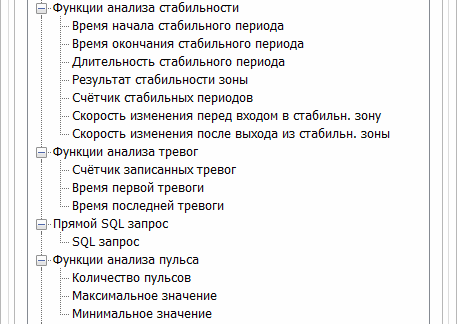 Функции анализа стабильности
Время начала стабильного периода
Время окончания стабильного периода
Длительность стабильного периода
Результат стабильности зоны
Счётчик стабильных периодов
Скорость изменения перед входом в стабильн. зону
Скорость изменения после выхода из стабильн. зоны
Функции анализа тревог
Счётчик записанных тревог
Время первой тревоги
Время последней тревоги
Прямой SQL запрос
SQL запрос
Функции анализа пульса
Количество пульсов
Максимальное значение
Минимальное значение